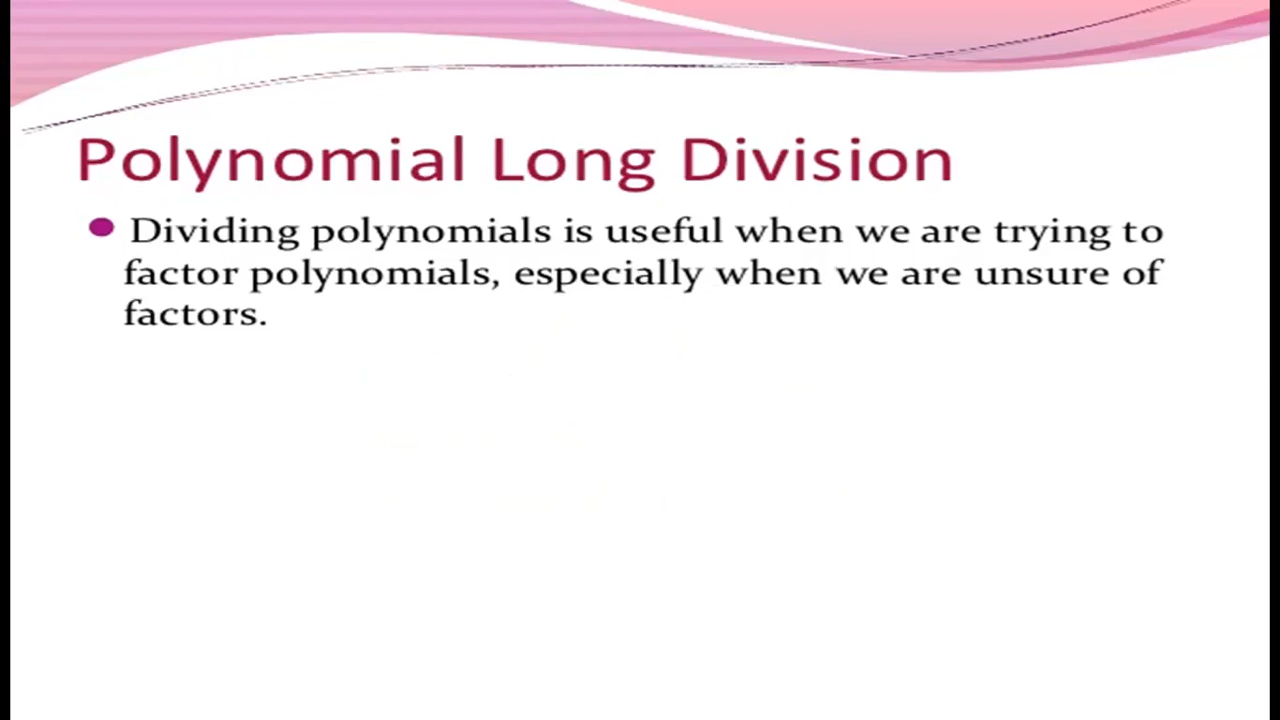 Polynomial Long Division
Dividing polynomials is useful when we are trying to
factor polynomials, especially when we are unsure of
factors.